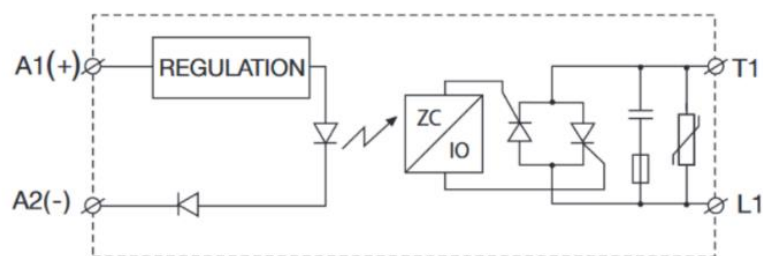 A1(+)
REGULATION
T1
ZC
IO
A2(-)
L1